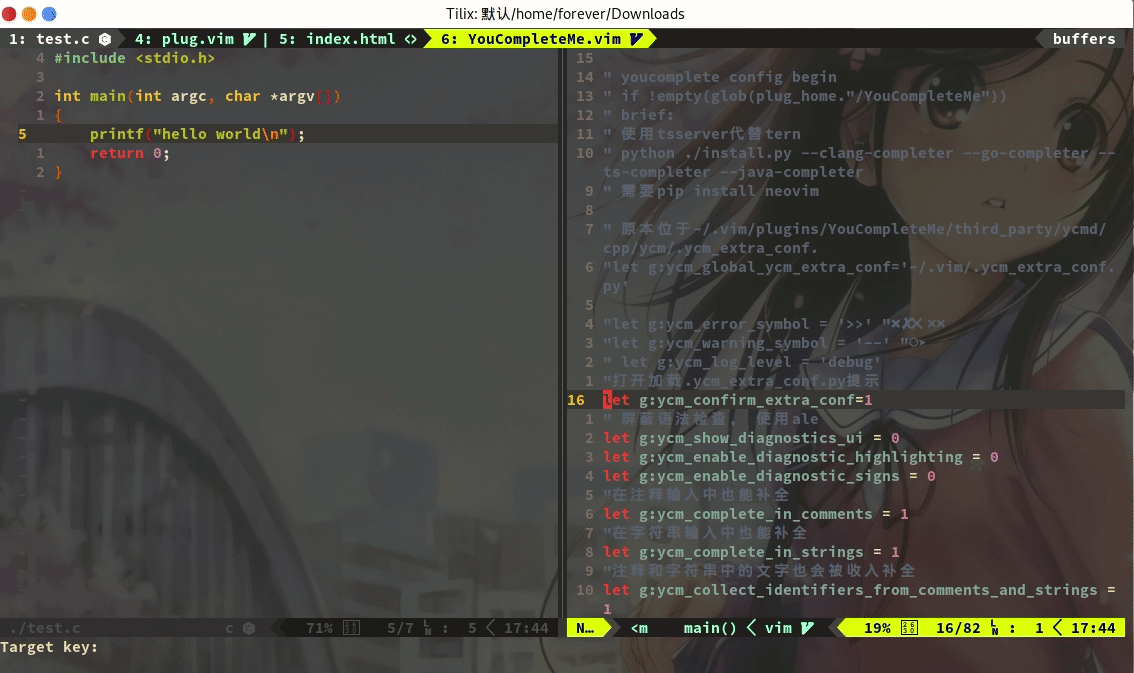 Tilix: 默认/home/forever/Downloads
1: test.c 4: plug.vim | 5: index.html <> 6: YouCompleteMe.vim buffers
4 #include <stdio.h>
3
2 int main(int argc, char *argv[])
1 {
5 printf("hello world\n");
1 return 0;
2 }
15
14 " youcomplete config begin
13 " if !empty(glob(plug_home."/YouCompleteMe"))
12 " brief:
11 " 使用tsserver代替tern
10 " python ./install.py --clang-completer --go-completer --
ts-completer --java-completer
9 " 需要pip install neovim
8
7 " 原本位于~/.vim/plugins/YouCompleteMe/third_party/ycmd/
cpp/ycm/.ycm_extra_conf.
6 "let g:ycm_global_ycm_extra_conf='~/.vim/.ycm_extra_conf.
py'
5
4 "let g:ycm_error_symbol = '>>' "
3 "let g:ycm_warning_symbol = '--' "
2 " let g:ycm_log_level = 'debug'
1 "打开加载.ycm_extra_conf.py提示
16 let g:ycm_confirm_extra_conf=1
1 " 屏蔽语法检查， 使用ale
2 let g:ycm_show_diagnostics_ui = 0
3 let g:ycm_enable_diagnostic_highlighting = 0
4 let g:ycm_enable_diagnostic_signs = 0
5 "在注释输入中也能补全
6 let g:ycm_complete_in_comments = 1
7 "在字符串输入中也能补全
8 let g:ycm_complete_in_strings = 1
9 "注释和字符串中的文字也会被收入补全
10 let g:ycm_collect_identifiers_from_comments_and_strings =
1
./test.c c 71% 5/7 LN : 5 17:44
N… <m main() vim 19% 16/82 LN : 1 17:44
Target key: